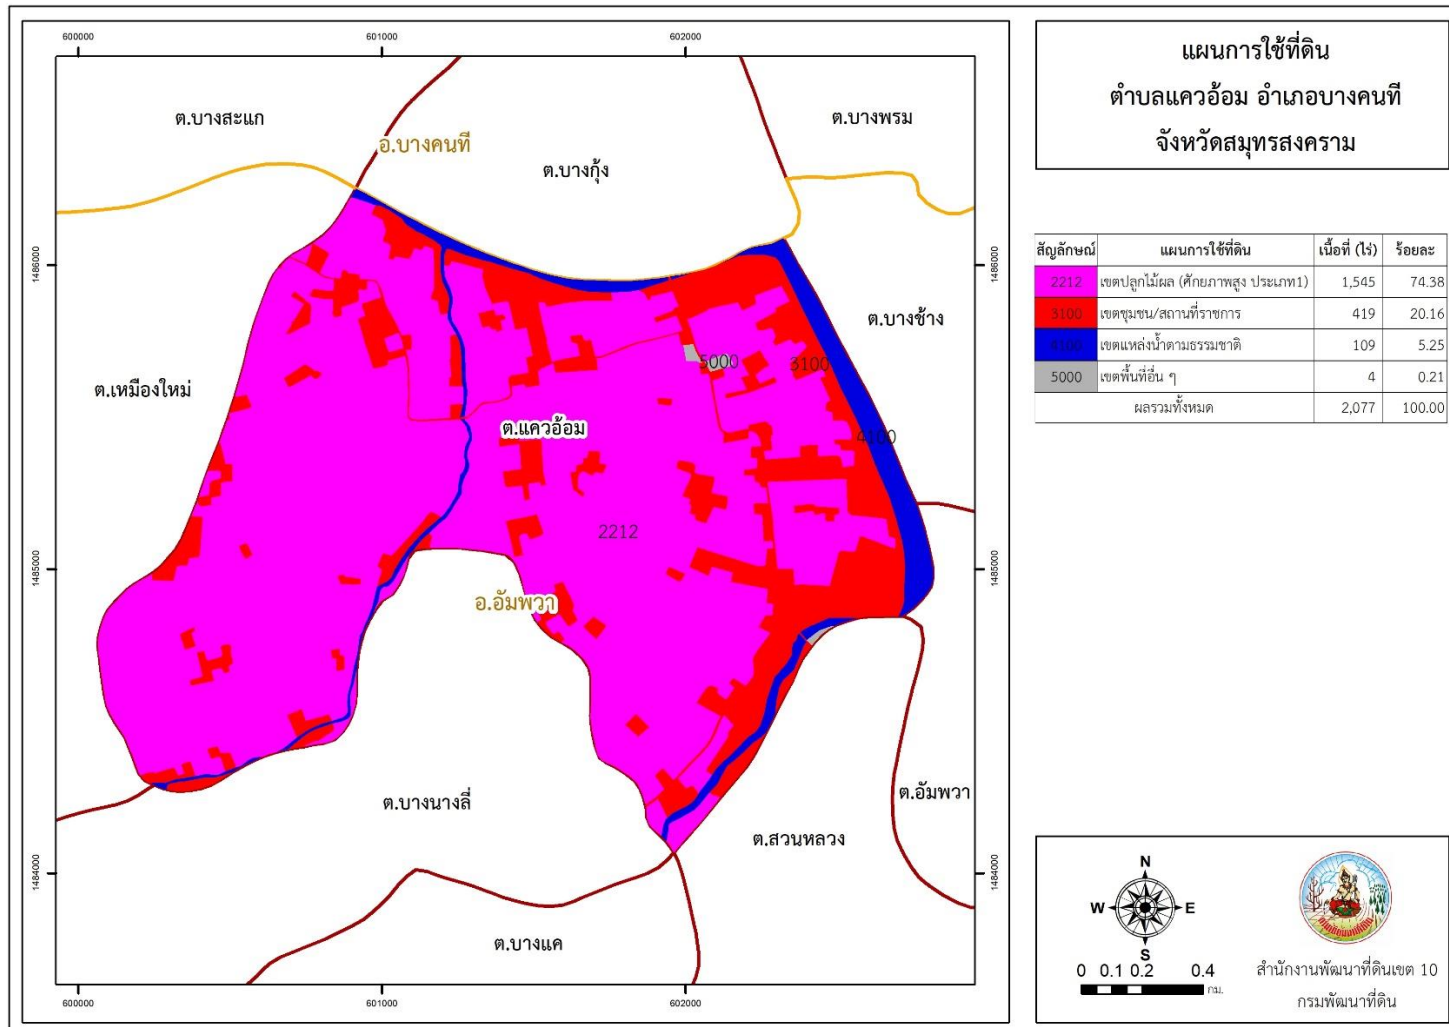 แผนการใช้ที่ดิน
ตำบลแควอ้อม อำเภอบางคนที
จังหวัดสมุทรสงคราม
600000 601000 602000
ต.บางสะแก
อ.บางคนที
ต.บางกุ้ง
ต.บางพรม
1486000 1486000
ต.บางช้าง
5000 3100
ต.เหมืองใหม่
ต.แควอ้อม
4100
2212
1485000 1485000
อ.อัมพวา
ต.บางนางลี่
ต.อัมพวา
ต.สวนหลวง
1484000 1484000
ต.บางแค
600000 601000 602000
สัญลักษณ์ แผนการใช้ที่ดิน เนื้อที่ (ไร่) ร้อยละ
2212 เขตปลูกไม้ผล (ศักยภาพสูง ประเภท1) 1,545 74.38
3100 เขตชุมชน/สถานที่ราชการ 419 20.16
4100 เขตแหล่งน้ำตามธรรมชาติ 109 5.25
5000 เขตพื้นที่อื่น ๆ 4 0.21
ผลรวมทั้งหมด 2,077 100.00
N
W E
S
0 0.1 0.2 0.4
กม.
กรมพัฒนาที่ดิน
สำนักงานพัฒนาที่ดินเขต 10
กรมพัฒนาที่ดิน